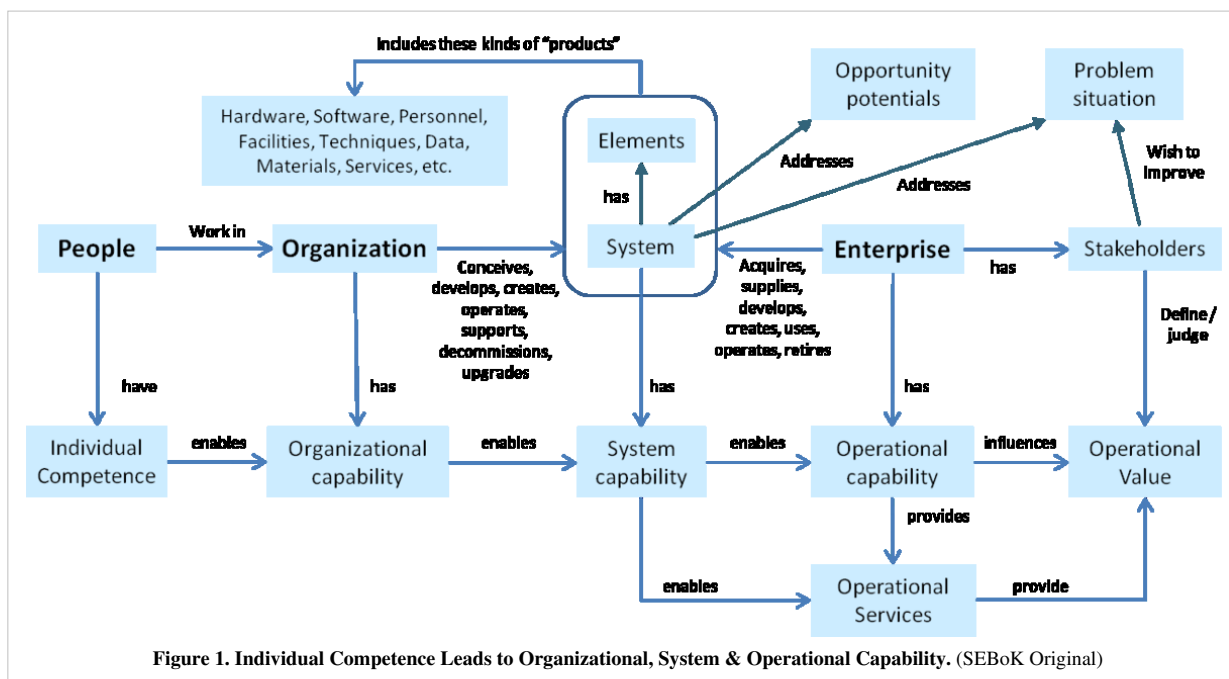 Includes these kinds of “products”
Opportunity
potentials
Problem
situation
Hardware, Software, Personnel,
Facilities, Techniques, Data,
Materials, Services, etc.
Elements
Addresses
Addresses
Wish to
Improve
has
People
Work in
Organization
System
Enterprise
has
Stakeholders
Conceives,
develops, creates,
operates,
supports,
decommissions,
upgrades
Acquires,
supplies,
develops,
creates, uses,
operates, retires
Define /
judge
have
has
has
has
Individual
Competence
enables
Organizational
capability
enables
System
capability
enables
Operational
capability
influences
Operational
Value
provides
enables
Operational
Services
provide
Figure 1. Individual Competence Leads to Organizational, System & Operational Capability. (SEBoK Original)